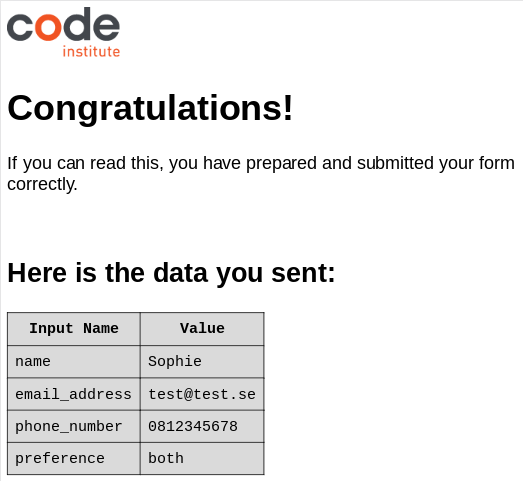 code
institute
Congratulations!
If you can read this, you have prepared and submitted your form
correctly.
Here is the data you sent:
Input Name Value
name Sophie
email_address test@test.se
phone_number 0812345678
preference both